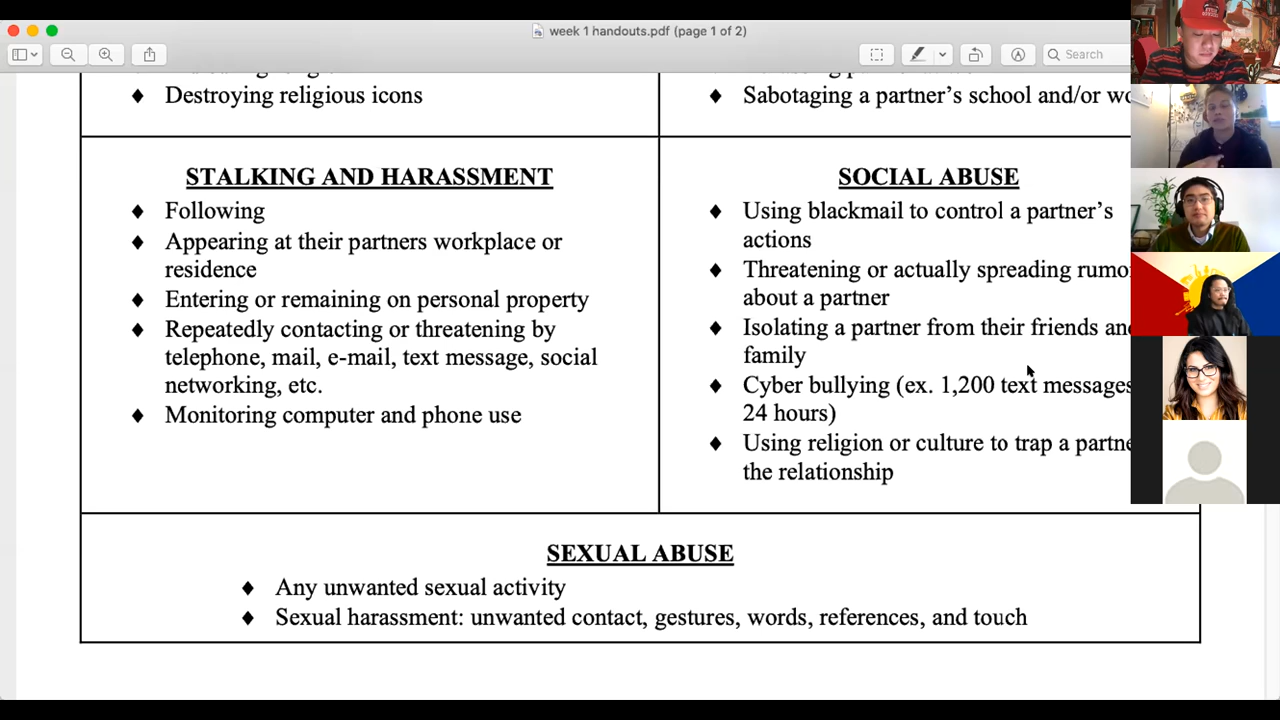 week 1 handouts.pdf (page 1 of 2)
Search
Destroying religious icons
Sabotaging a partner's school and/or
STALKING AND HARASSMENT
Following
Appearing at their partners workplace or
residence
Entering or remaining on personal property
Repeatedly contacting or threatening by
telephone, mail, e-mail, text message, social
networking, etc.
Monitoring computer and phone use
SOCIAL ABUSE
Using blackmail to control a partner's
actions
Threatening or actually spreading
about a partner
Isolating a partner from their friends
family
Cyber bullying (ex. 1,200 text messages
24 hours)
Using religion or culture to trap a
the relationship
SEXUAL ABUSE
Any unwanted sexual activity
Sexual harassment: unwanted contact, gestures, words, references, and touch